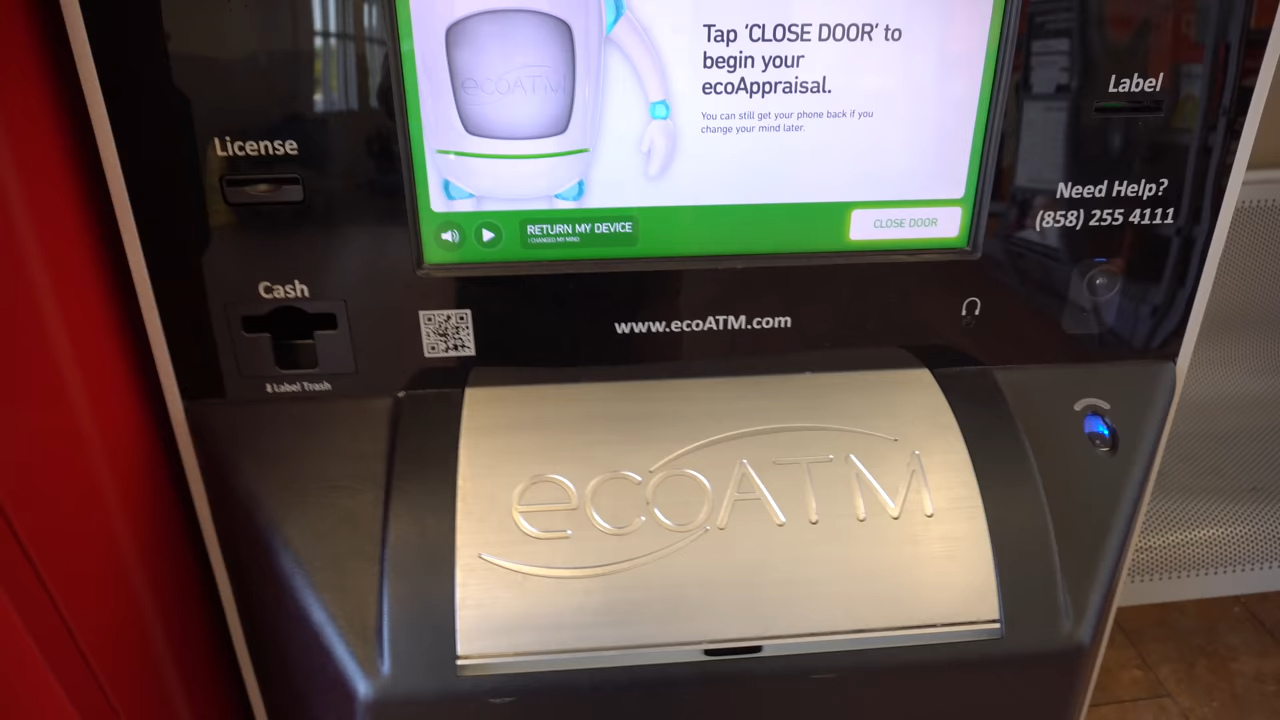 ecoATM
Tap 'CLOSE DOOR' to
begin your
ecoAppraisal.
You can still get your phone back if you
change your mind later.
RETURN MY DEVICE
I CHANGED MY MIND
CLOSE DOOR
License
Label
Need Help?
(858) 255 4111
Cash
& Label Trash
www.ecoATM.com
ecoATM